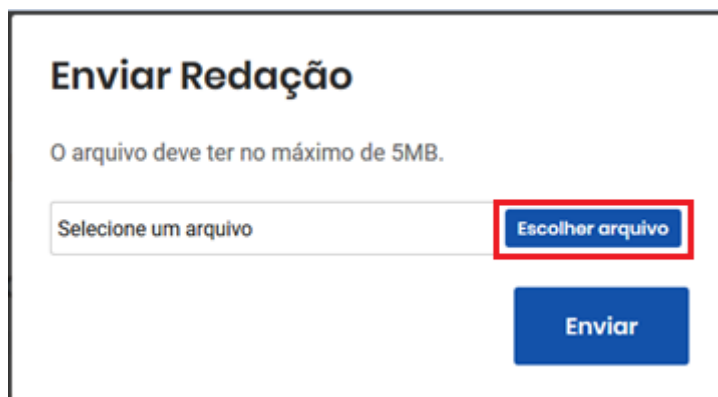 Enviar Redação
O arquivo deve ter no máximo de 5MB.
Selecione um arquivo Escolher arquivo
Enviar